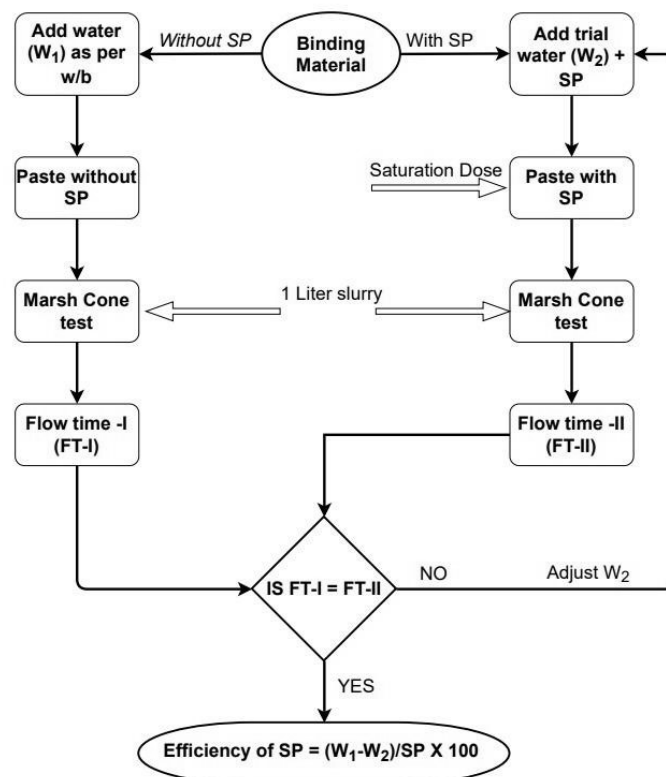 Add water
(W₁) as per
w/b
Without SP
Binding
Material
With SP
Add trial
water (W₂) +
SP
Paste without
SP
Saturation Dose
Paste with
SP
Marsh Cone
test
1 Liter slurry
Marsh Cone
test
Flow time -I
(FT-I)
Flow time -II
(FT-II)
IS FT-I = FT-II
NO
Adjust W₂
YES
Efficiency of SP = (W₁-W₂)/SP X 100